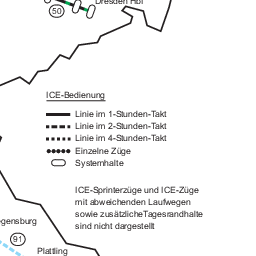 Dresden Hbf
50
ICE-Bedienung
Linie im 1-Stunden-Takt
Linie im 2-Stunden-Takt
Linie im 4-Stunden-Takt
Einzelne Züge
Systemhalte
ICE-Sprinterzüge und ICE-Züge
mit abweichenden Laufwegen
sowie zusätzlicheTagesrandhalte
sind nicht dargestellt
egensburg
91
Plattling